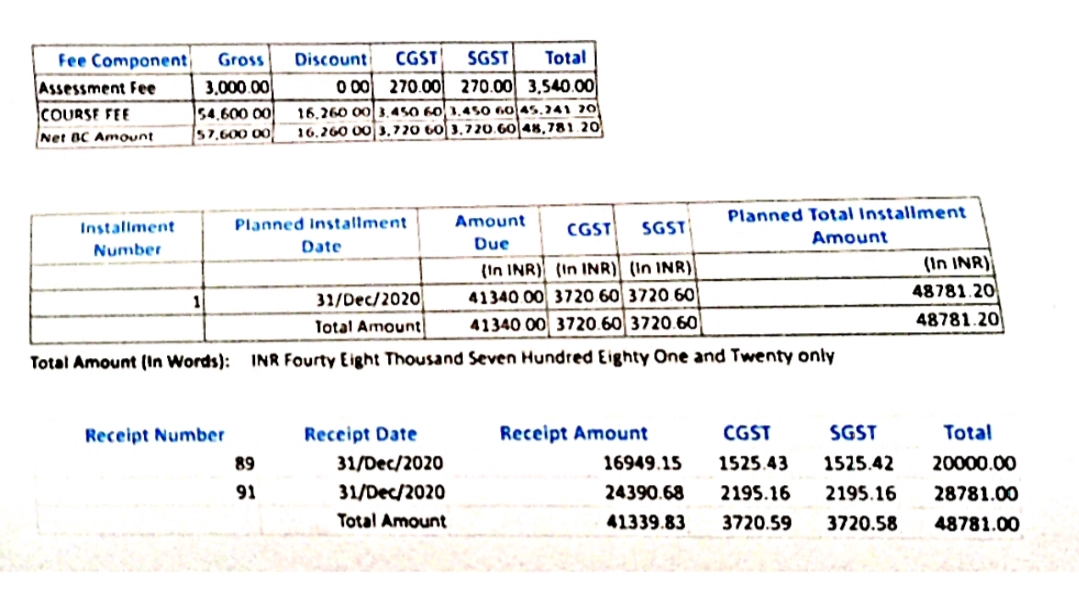 Fee Component Gross Discount CGST SGST Total
Assessment Fee 3,000.00 0 00 270.00 270.00 3,540.00
COURSE FEE 54,600 00 16,260 00 3,450 60 3,450 60 45,241 20
Net BC Amount 57,600 00 16,260 00 3,720 60 3,720.60 48,781 20
Installment Number Planned Installment Date Amount Due CGST SGST Planned Total Installment Amount
(In INR) (In INR) (In INR) (In INR)
1 31/Dec/2020 41340 00 3720 60 3720 60 48781.20
Total Amount 41340 00 3720.60 3720.60 48781.20
Total Amount (In Words): INR Fourty Eight Thousand Seven Hundred Eighty One and Twenty only
Receipt Number Receipt Date Receipt Amount CGST SGST Total
89 31/Dec/2020 16949.15 1525.43 1525.42 20000.00
91 31/Dec/2020 24390.68 2195.16 2195.16 28781.00
Total Amount 41339.83 3720.59 3720.58 48781.00